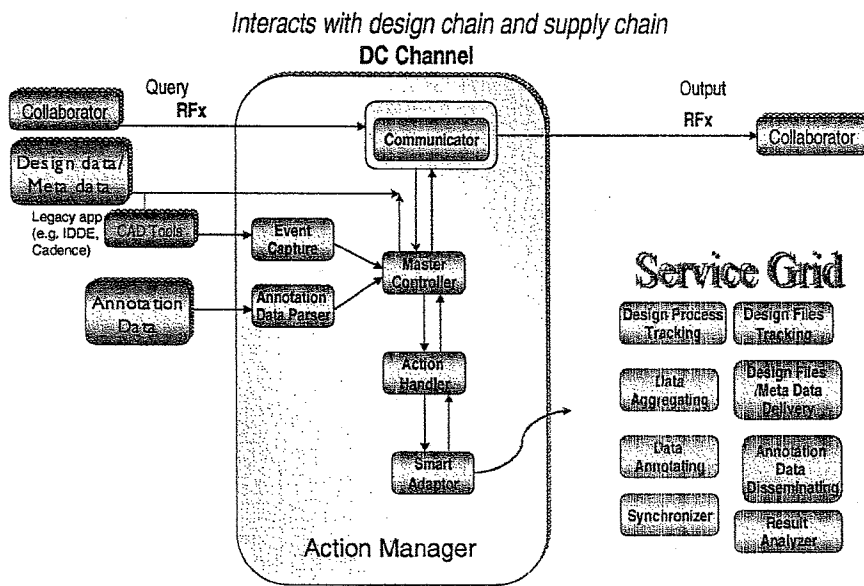 Interacts with design chain and supply chain
DC Channel
Query
RFx
Output
RFx
Collaborator
Communicator
Collaborator
Design data/
Meta data
Legacy app
(e.g. IDDE,
Cadence)
CAD Tools
Event
Capture
Master
Controller
Annotation
Data
Annotation
Data Parser
Action
Handler
Smart
Adaptor
Action Manager
Service Grid
Design Process
Tracking
Design Files
Tracking
Data
Aggregating
Design Files
/Meta Data
Delivery
Data
Annotating
Annotation
Data
Disseminating
Synchronizer
Result
Analyzer